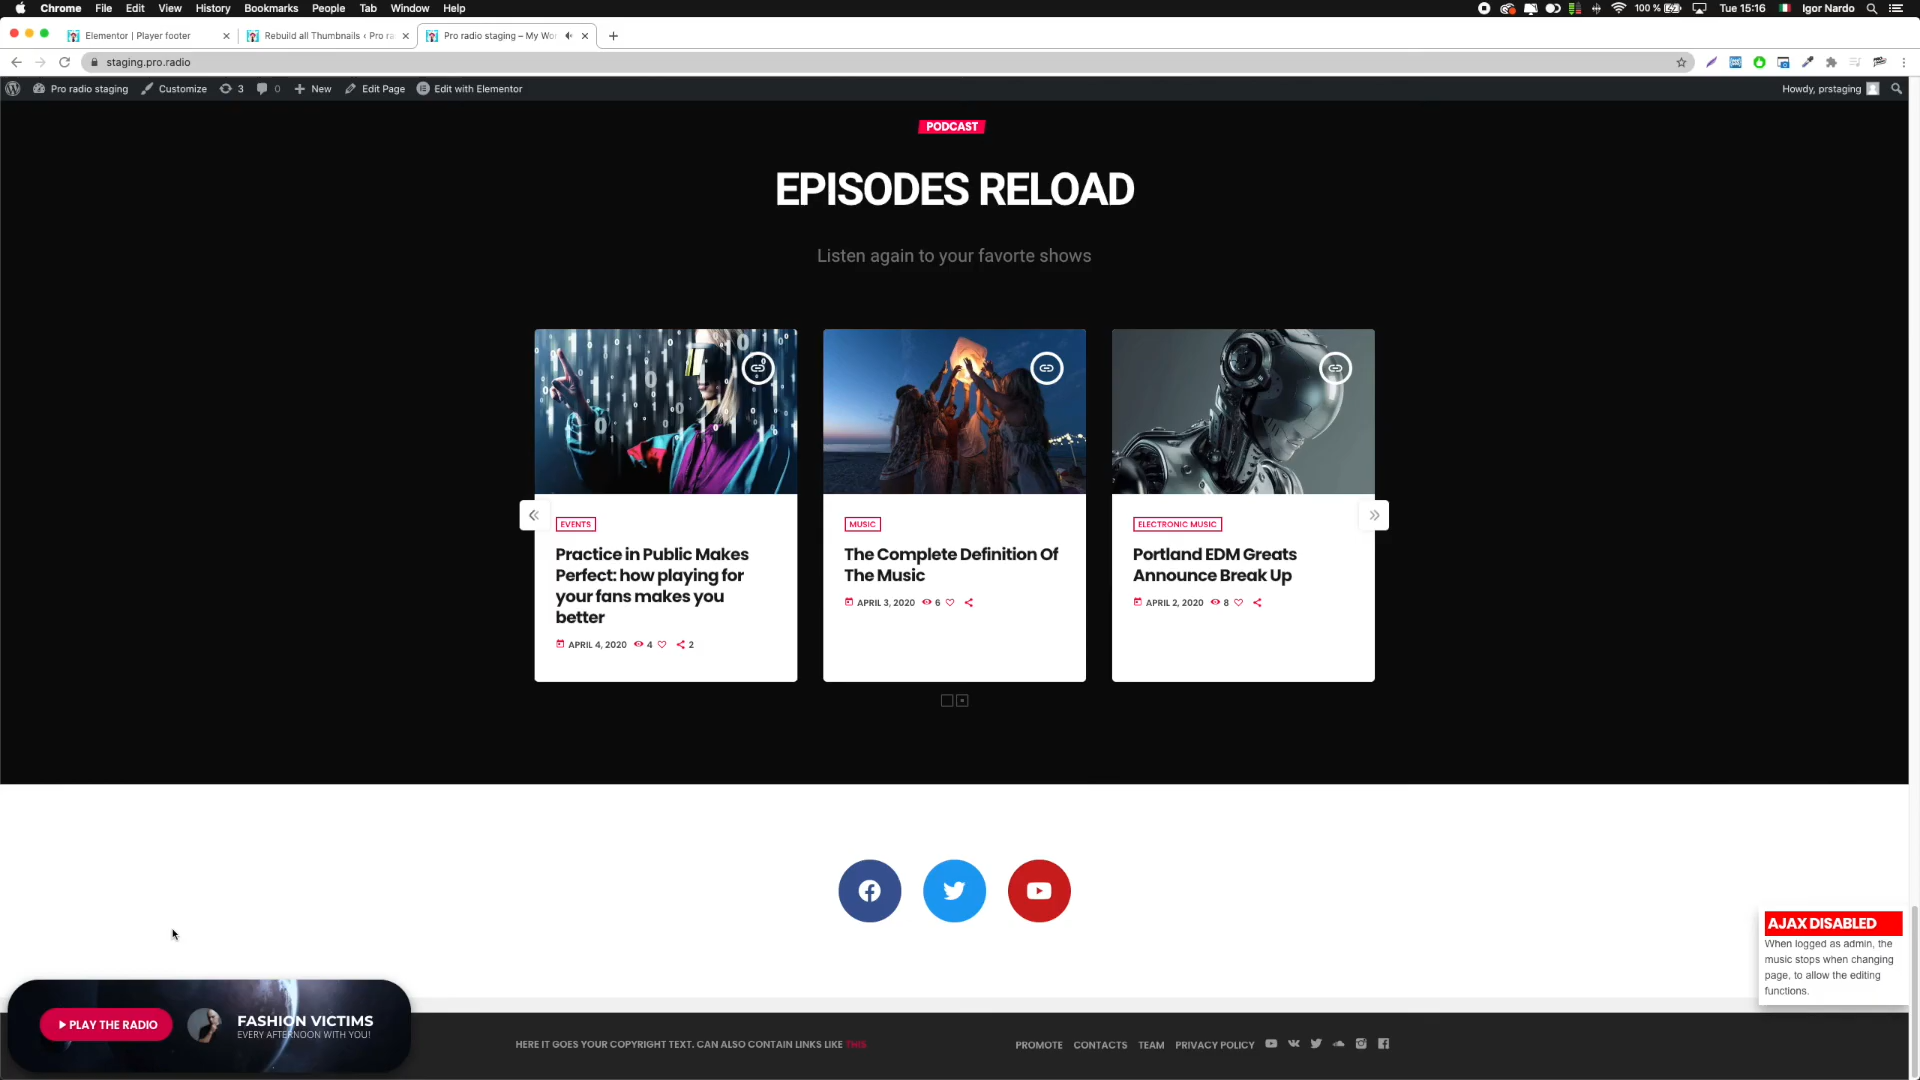 Chrome File Edit View History Bookmarks People Tab Window Help
100 % Tue 15:16 Igor Nardo
Elementor | Player footer
Rebuild all Thumbnails ‹ Pro ra
Pro radio staging – My Wo
staging.pro.radio
Pro radio staging Customize 3 0 New Edit Page Edit with Elementor
Howdy, prstaging
PODCAST
EPISODES RELOAD
Listen again to your favorte shows
EVENTS
Practice in Public Makes
Perfect: how playing for
your fans makes you
better
APRIL 4, 2020 4 2
MUSIC
The Complete Definition Of
The Music
APRIL 3, 2020 6
ELECTRONIC MUSIC
Portland EDM Greats
Announce Break Up
APRIL 2, 2020 8
AJAX DISABLED
When logged as admin, the
music stops when changing
page, to allow the editing
functions.
PLAY THE RADIO
FASHION VICTIMS
EVERY AFTERNOON WITH YOU!
HERE IT GOES YOUR COPYRIGHT TEXT. CAN ALSO CONTAIN LINKS LIKE THIS
PROMOTE CONTACTS TEAM PRIVACY POLICY